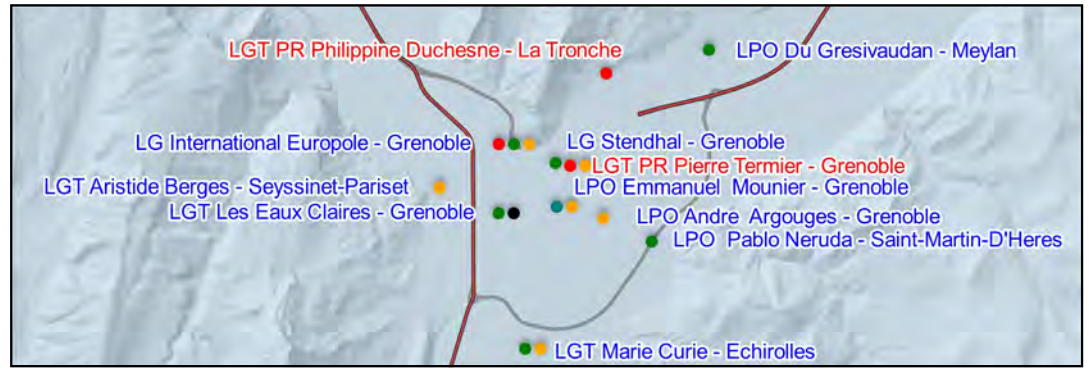 LGT PR Philippine Duchesne - La Tronche
LPO Du Gresivaudan - Meylan
LG International Europole - Grenoble
LG Stendhal - Grenoble
LGT PR Pierre Termier - Grenoble
LGT Aristide Berges - Seyssinet-Pariset
LPO Emmanuel Mounier - Grenoble
LGT Les Eaux Claires - Grenoble
LPO Andre Argouges - Grenoble
LPO Pablo Neruda - Saint-Martin-D'Heres
LGT Marie Curie - Echirolles